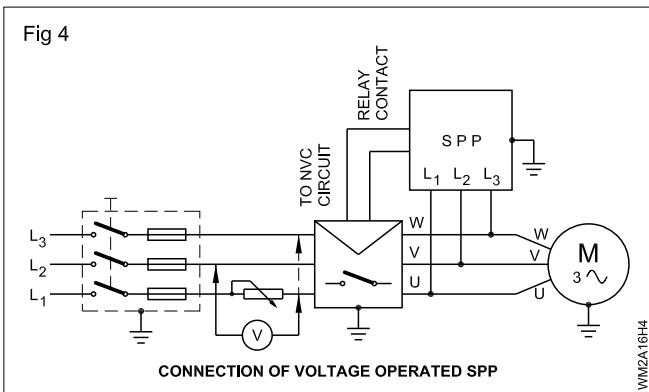 Fig 4
RELAY
CONTACT
TO NVC
CIRCUIT
S P P
L1 L2 L3
L3
L2
L1
W
V
U
W
V
U
M
3
V
CONNECTION OF VOLTAGE OPERATED SPP
WM2A16H4